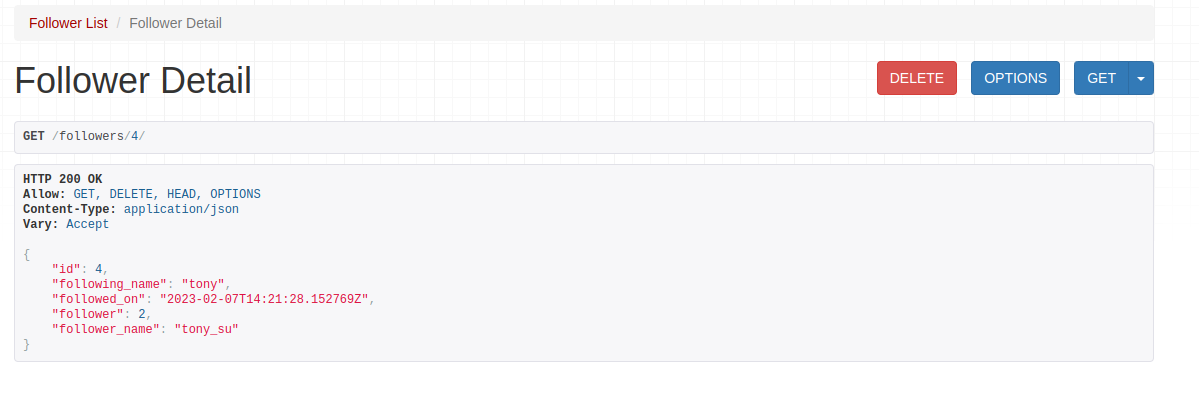 Follower List / Follower Detail
Follower Detail DELETE OPTIONS GET
GET /followers/4/
HTTP 200 OK
Allow: GET, DELETE, HEAD, OPTIONS
Content-Type: application/json
Vary: Accept
{
    "id": 4,
    "following_name": "tony",
    "followed_on": "2023-02-07T14:21:28.152769Z",
    "follower": 2,
    "follower_name": "tony_su"
}